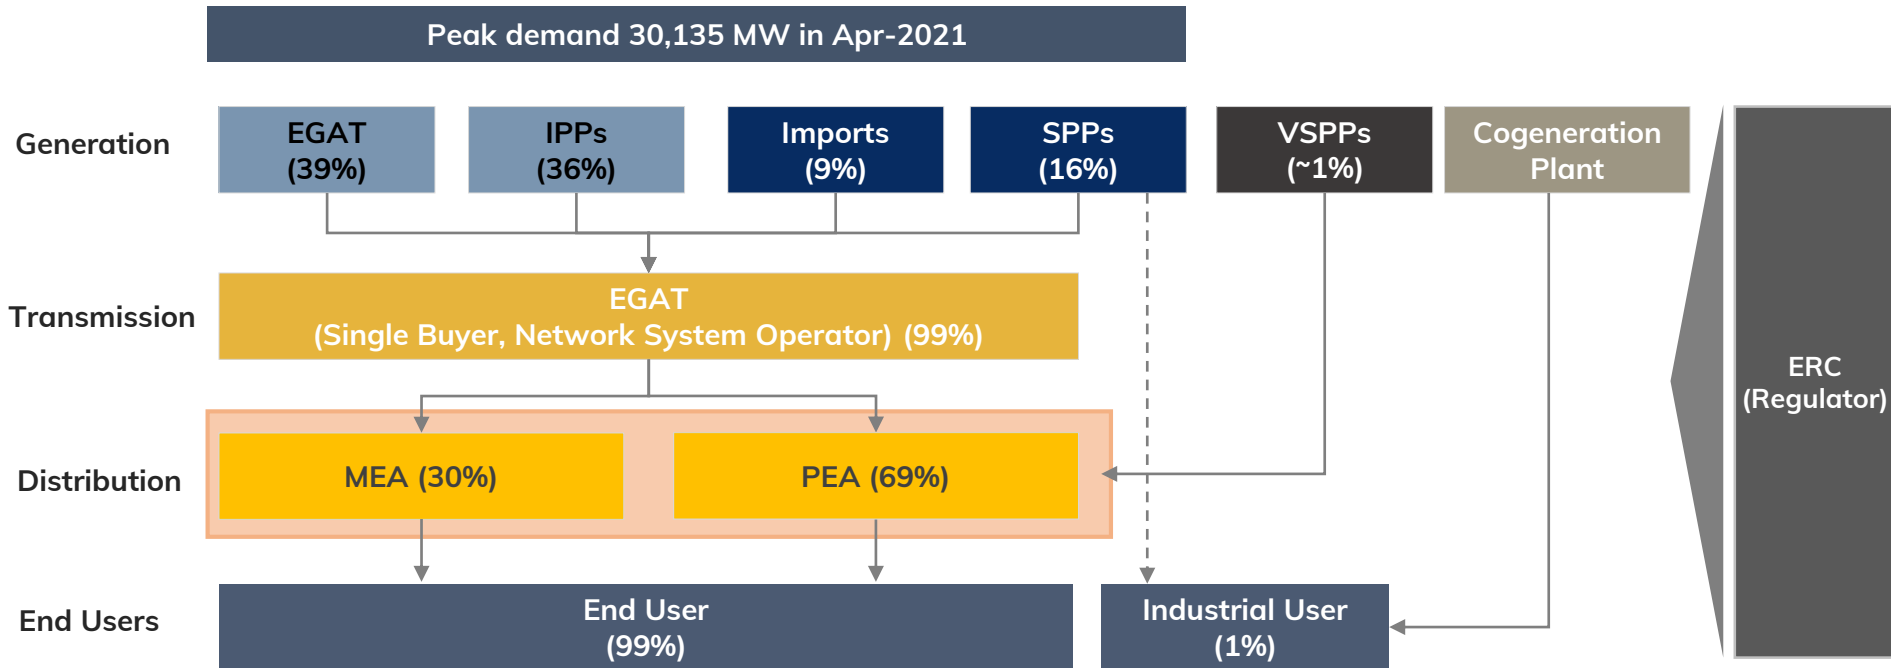 Peak demand 30,135 MW in Apr-2021
Generation
EGAT
(39%)
IPPs
(36%)
Imports
(9%)
SPPs
(16%)
VSPPs
(~1%)
Cogeneration
Plant
Transmission
EGAT
(Single Buyer, Network System Operator) (99%)
ERC
(Regulator)
Distribution
MEA (30%)
PEA (69%)
End Users
End User
(99%)
Industrial User
(1%)